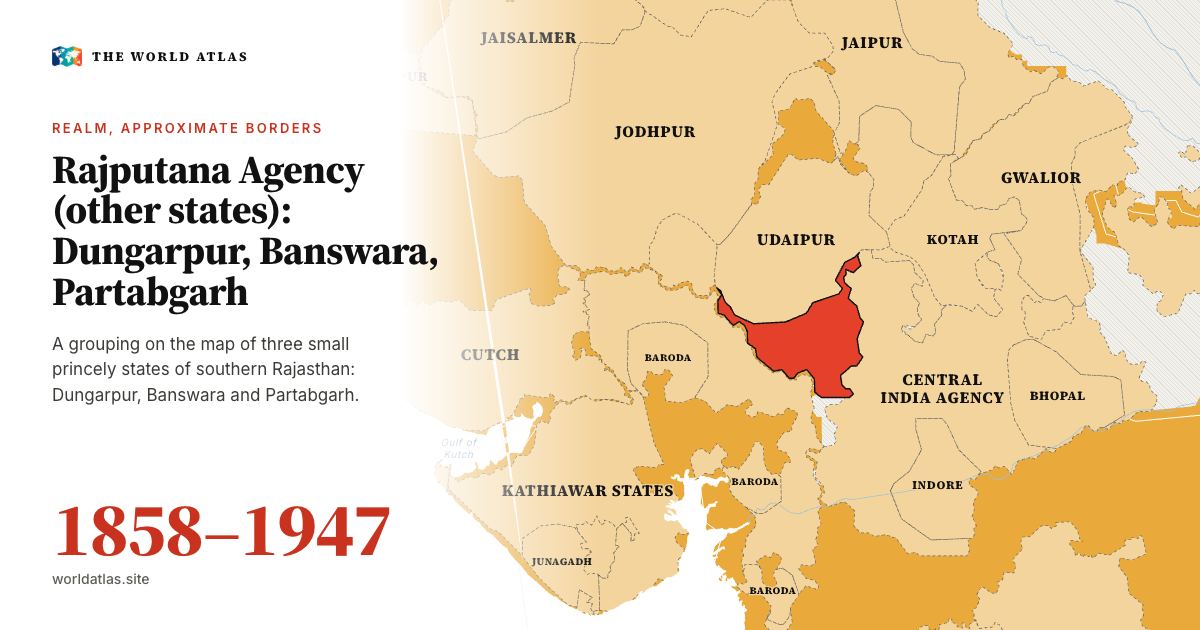 THE WORLD ATLAS
REALM, APPROXIMATE BORDERS
Rajputana Agency
(other states):
Dungarpur, Banswara,
Partabgarh
A grouping on the map of three small
princely states of southern Rajasthan:
Dungarpur, Banswara and Partabgarh.
1858–1947
worldatlas.site
JAISALMER
JAIPUR
JODHPUR
GWALIOR
UDAIPUR
KOTAH
CUTCH
BARODA
CENTRAL
INDIA AGENCY
BHOPAL
Gulf of
Kutch
KATHIAWAR STATES
BARODA
INDORE
JUNAGADH
BARODA